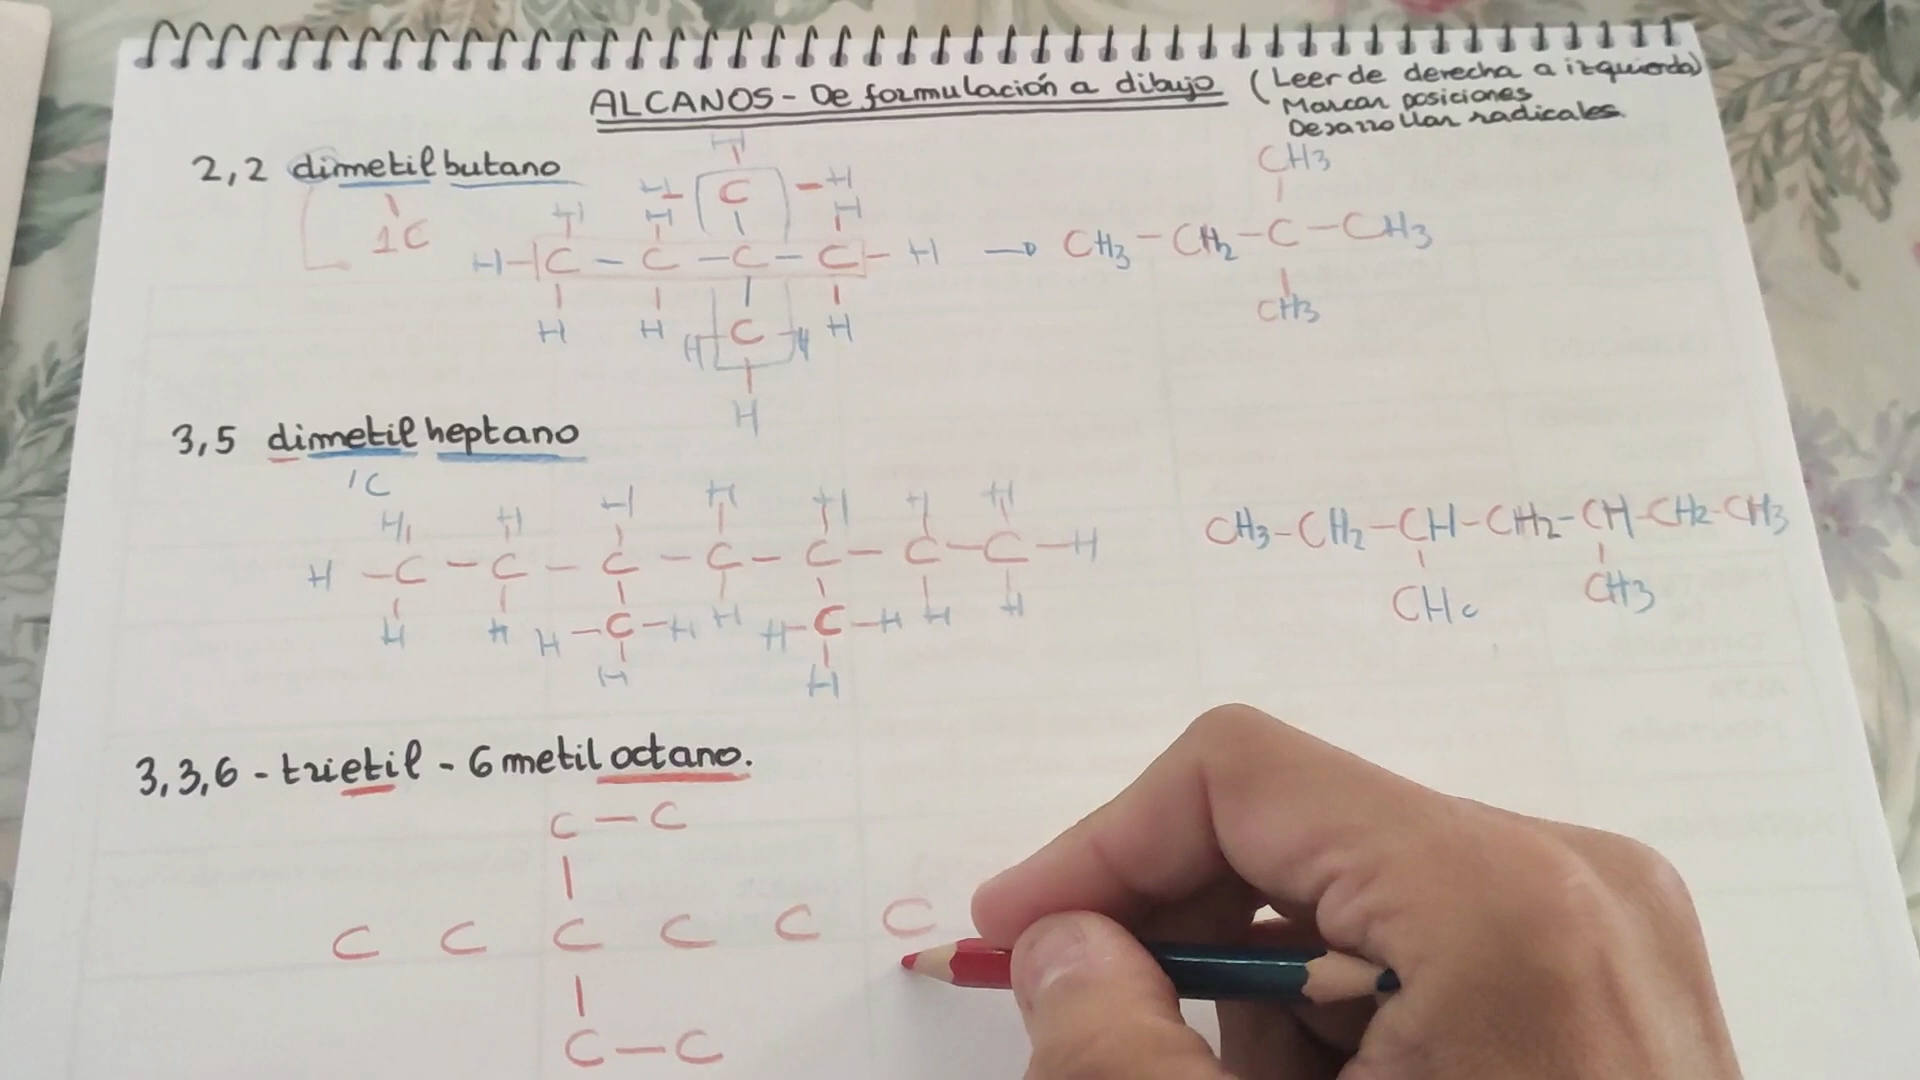 ALCANOS - De formulación a dibujo (Leer de derecha a izquierda)
Marcar posiciones
Desarrollar radicales.
2,2 dimetil butano
1C
H
H - C - H
H H H
H - C - C - C - C - H → CH3 - CH2 - C - CH3
CH3
H H H - C - H H
CH3
H
3,5 dimetil heptano
1C
H H H H H H H
H - C - C - C - C - C - C - C - H
CH3 - CH2 - CH - CH2 - CH - CH2 - CH3
H H H - C - H H H - C - H H H
CHc CH3
H H
3,3,6 - trietil - 6 metil octano.
C - C
C C C C C C
C - C